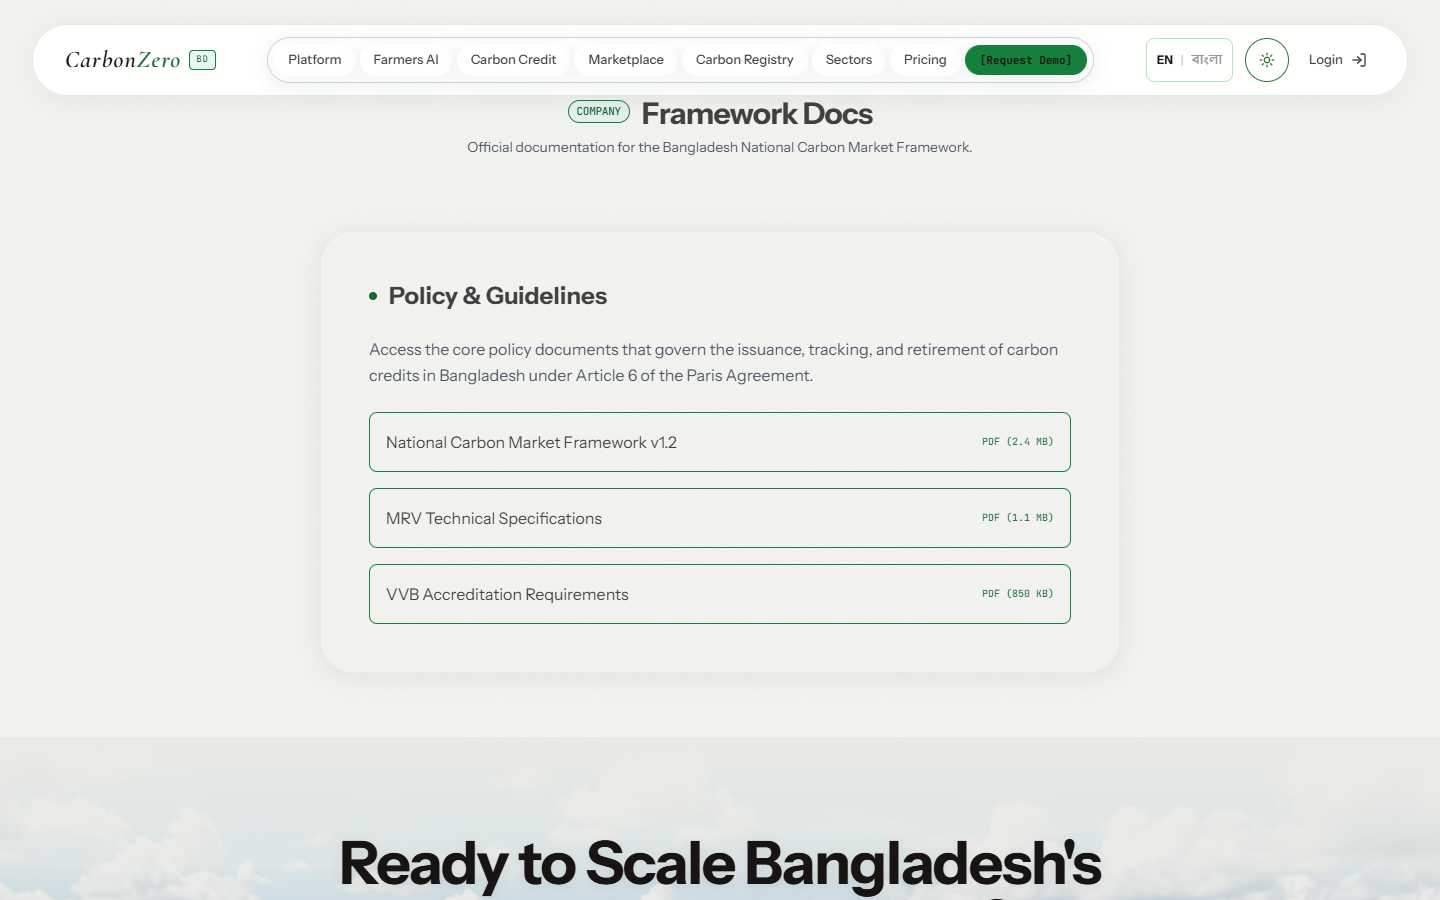 CarbonZero BD
Platform
Farmers AI
Carbon Credit
Marketplace
Carbon Registry
Sectors
Pricing
[Request Demo]
EN | বাংলা
Login
COMPANY Framework Docs
Official documentation for the Bangladesh National Carbon Market Framework.
Policy & Guidelines
Access the core policy documents that govern the issuance, tracking, and retirement of carbon
credits in Bangladesh under Article 6 of the Paris Agreement.
National Carbon Market Framework v1.2 PDF (2.4 MB)
MRV Technical Specifications PDF (1.1 MB)
VVB Accreditation Requirements PDF (850 KB)
Ready to Scale Bangladesh's